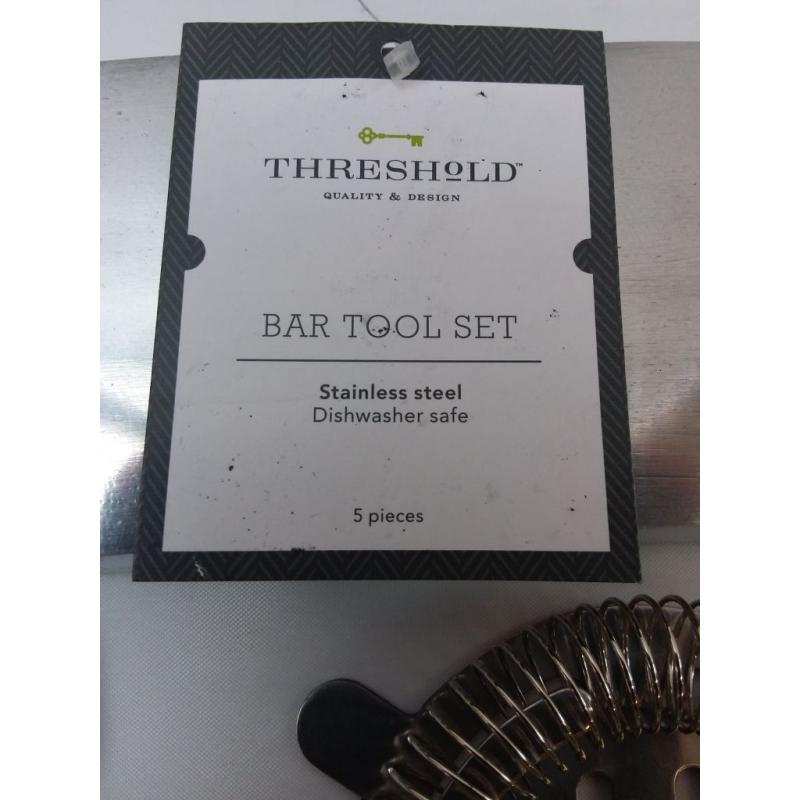 THRESHOLD™
QUALITY & DESIGN
BAR TOOL SET
Stainless steel
Dishwasher safe
5 pieces